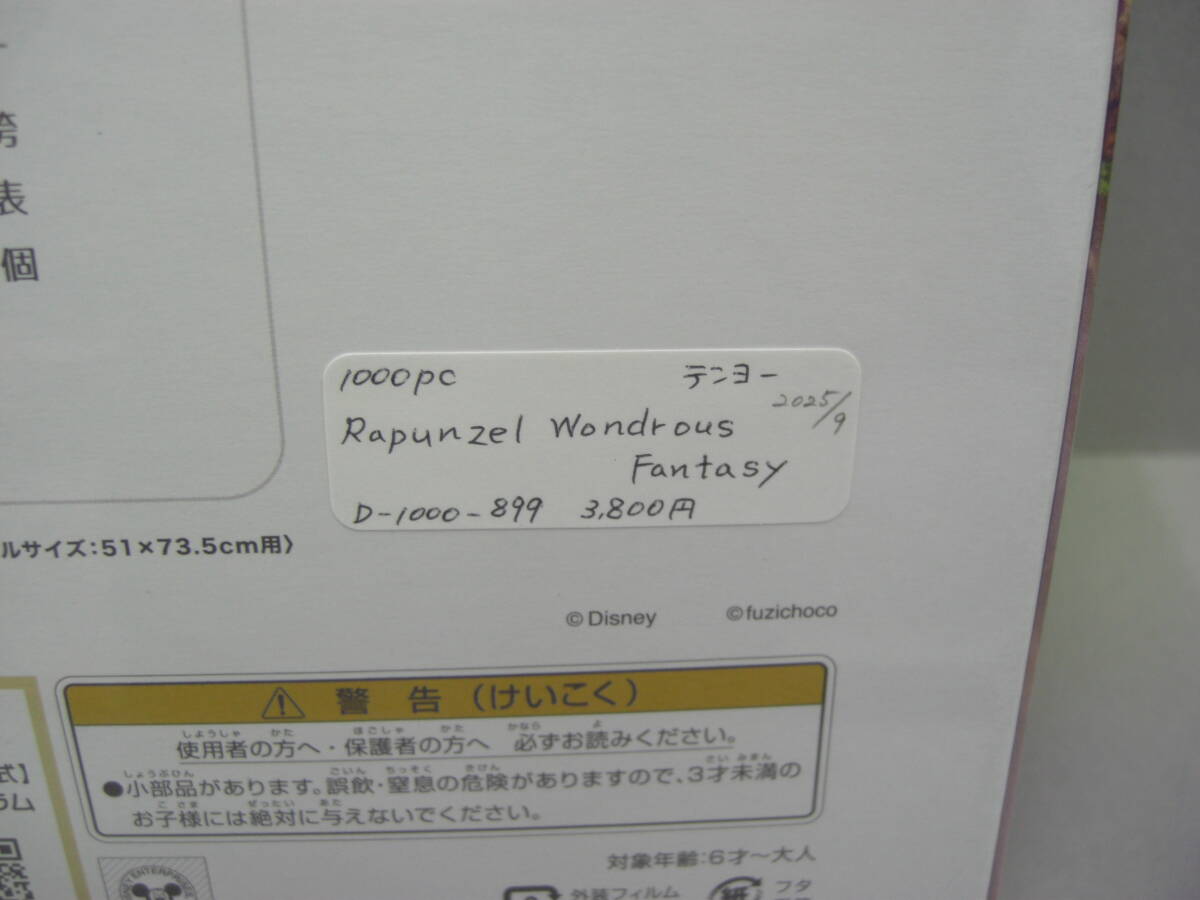 表
個
1000pc テンヨー
2025/9
Rapunzel Wondrous
Fantasy
D-1000-899 3,800円
ルサイズ:51×73.5cm用〉
©Disney ©fuzichoco
警告(けいこく)
使用者の方へ・保護者の方へ 必ずお読みください。
●小部品があります。誤飲・窒息の危険がありますので、3才未満の
お子様には絶対に与えないでください。
式】
ラム
対象年齢:6才〜大人
外装フィルム
紙
フタ